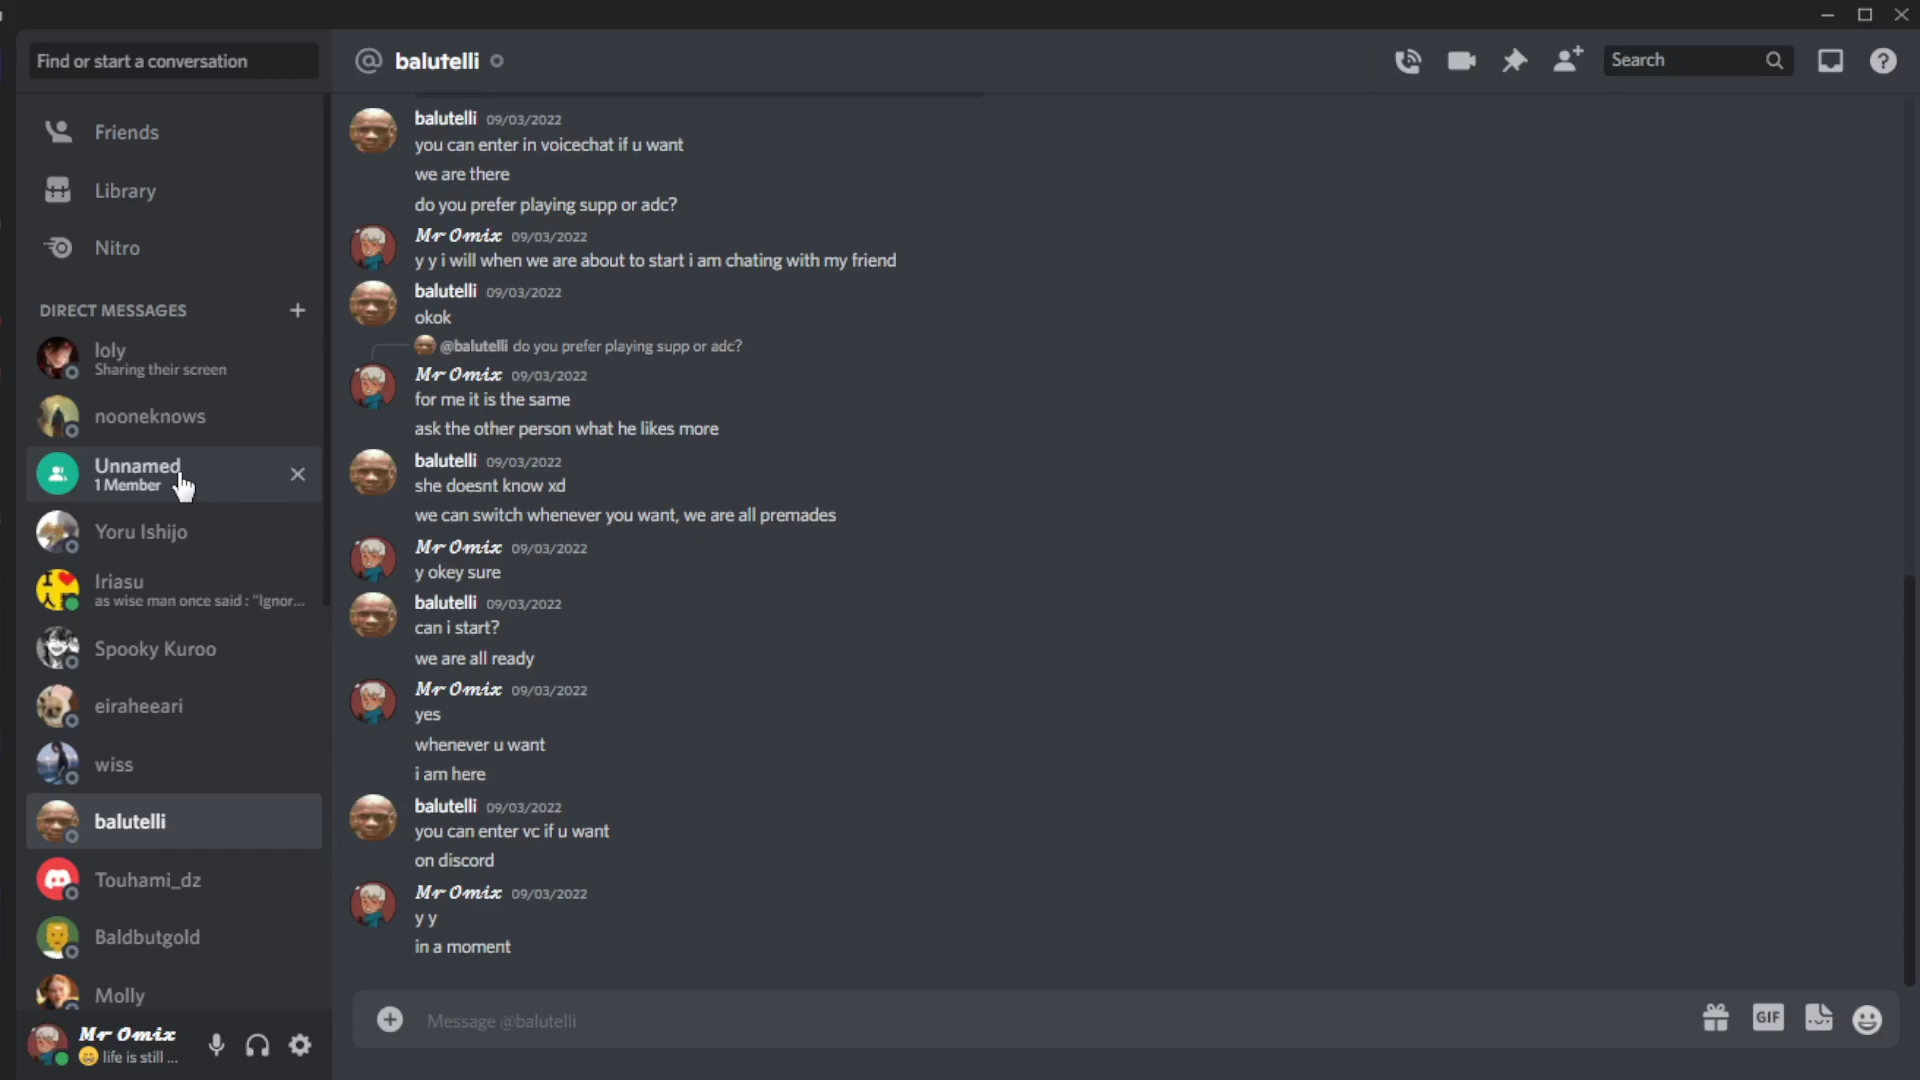 Find or start a conversation
Friends
Library
Nitro
DIRECT MESSAGES
loly
Sharing their screen
nooneknows
Unnamed
1 Member
Yoru Ishijo
Iriasu
as wise man once said : "Ignor...
Spooky Kuroo
eiraheeari
wiss
balutelli
Touhami_dz
Baldbutgold
Molly
Mr Omix
life is still ...
@ balutelli
Search
balutelli 09/03/2022
you can enter in voicechat if u want
we are there
do you prefer playing supp or adc?
Mr Omix 09/03/2022
y y i will when we are about to start i am chating with my friend
balutelli 09/03/2022
okok
@balutelli do you prefer playing supp or adc?
Mr Omix 09/03/2022
for me it is the same
ask the other person what he likes more
balutelli 09/03/2022
she doesnt know xd
we can switch whenever you want, we are all premades
Mr Omix 09/03/2022
y okey sure
balutelli 09/03/2022
can i start?
we are all ready
Mr Omix 09/03/2022
yes
whenever u want
i am here
balutelli 09/03/2022
you can enter vc if u want
on discord
Mr Omix 09/03/2022
y y
in a moment
Message @balutelli
GIF